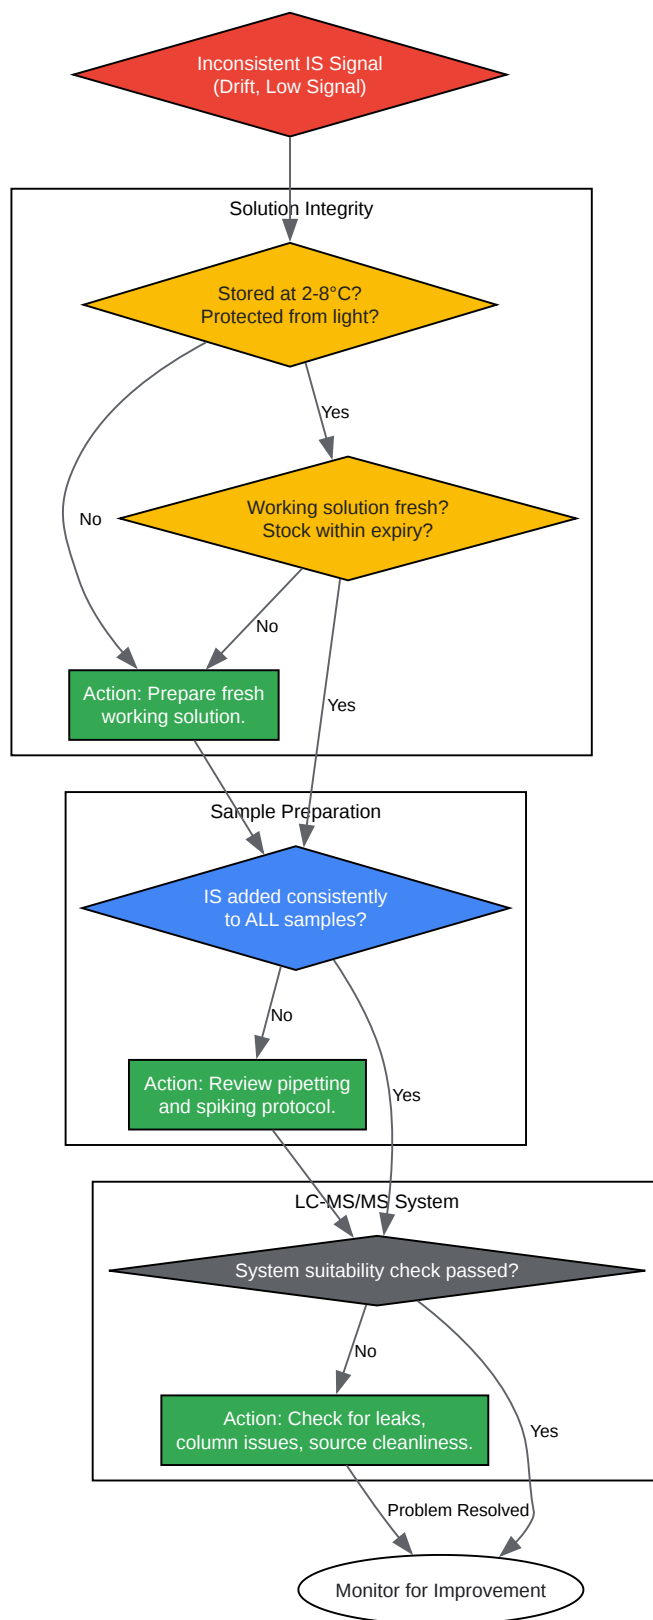 Inconsistent IS Signal
(Drift, Low Signal)
Solution Integrity
Stored at 2-8°C?
Protected from light?
Yes
No
Working solution fresh?
Stock within expiry?
No
Yes
Action: Prepare fresh
working solution.
Sample Preparation
IS added consistently
to ALL samples?
No
Yes
Action: Review pipetting
and spiking protocol.
LC-MS/MS System
System suitability check passed?
No
Yes
Action: Check for leaks,
column issues, source cleanliness.
Problem Resolved
Monitor for Improvement